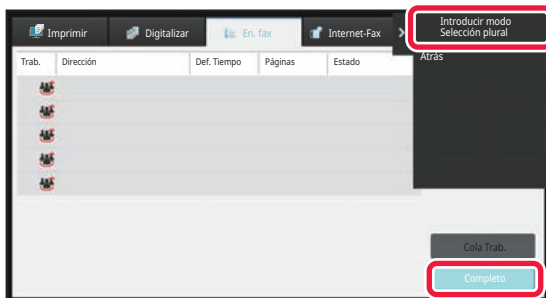 Imprimir
Digitalizar
En. fax
Internet-Fax
>
Introducir modo
Selección plural
Trab.
Dirección
Def. Tiempo
Páginas
Estado
Atrás
Cola Trab.
Completo